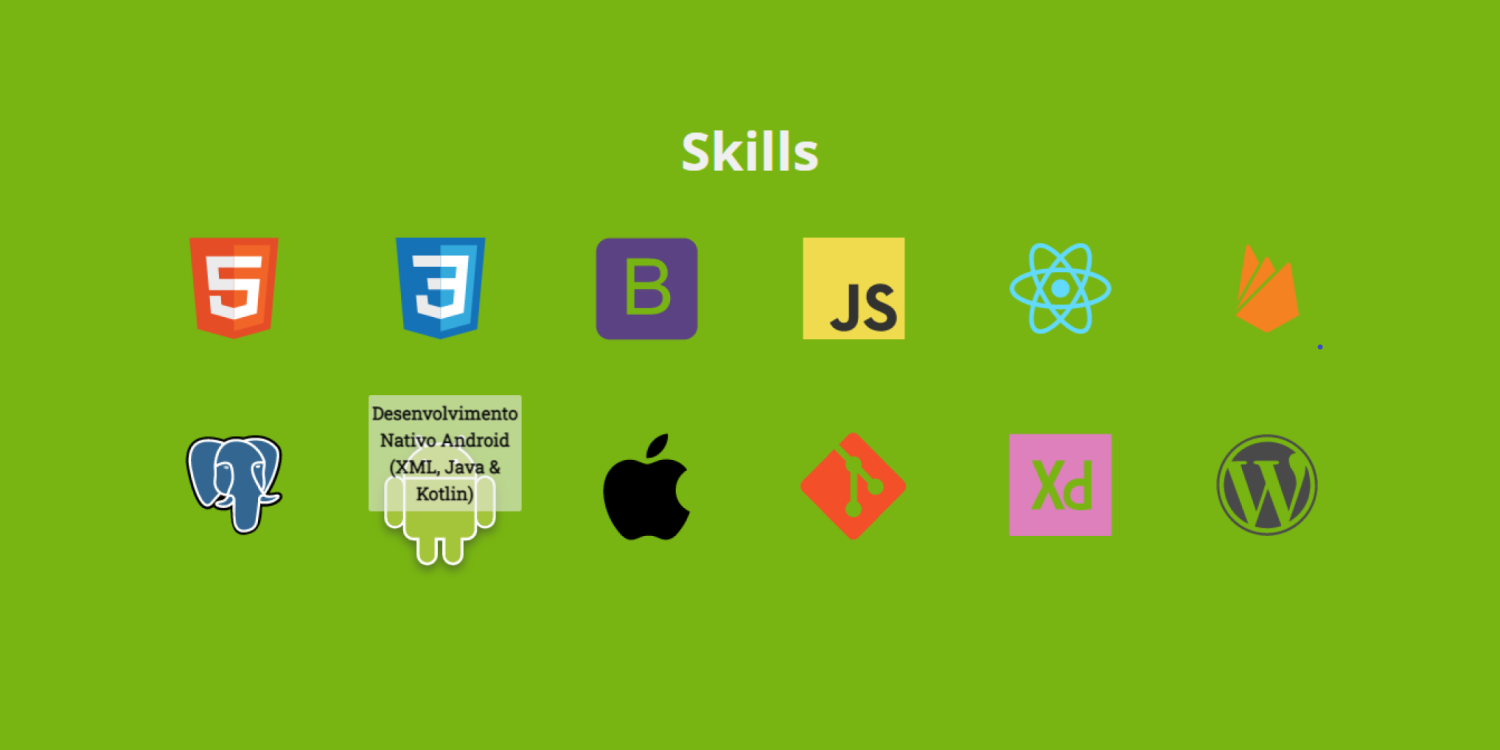 Skills
5
3
B
JS
Desenvolvimento
Nativo Android
(XML, Java &
Kotlin)
Xd
W